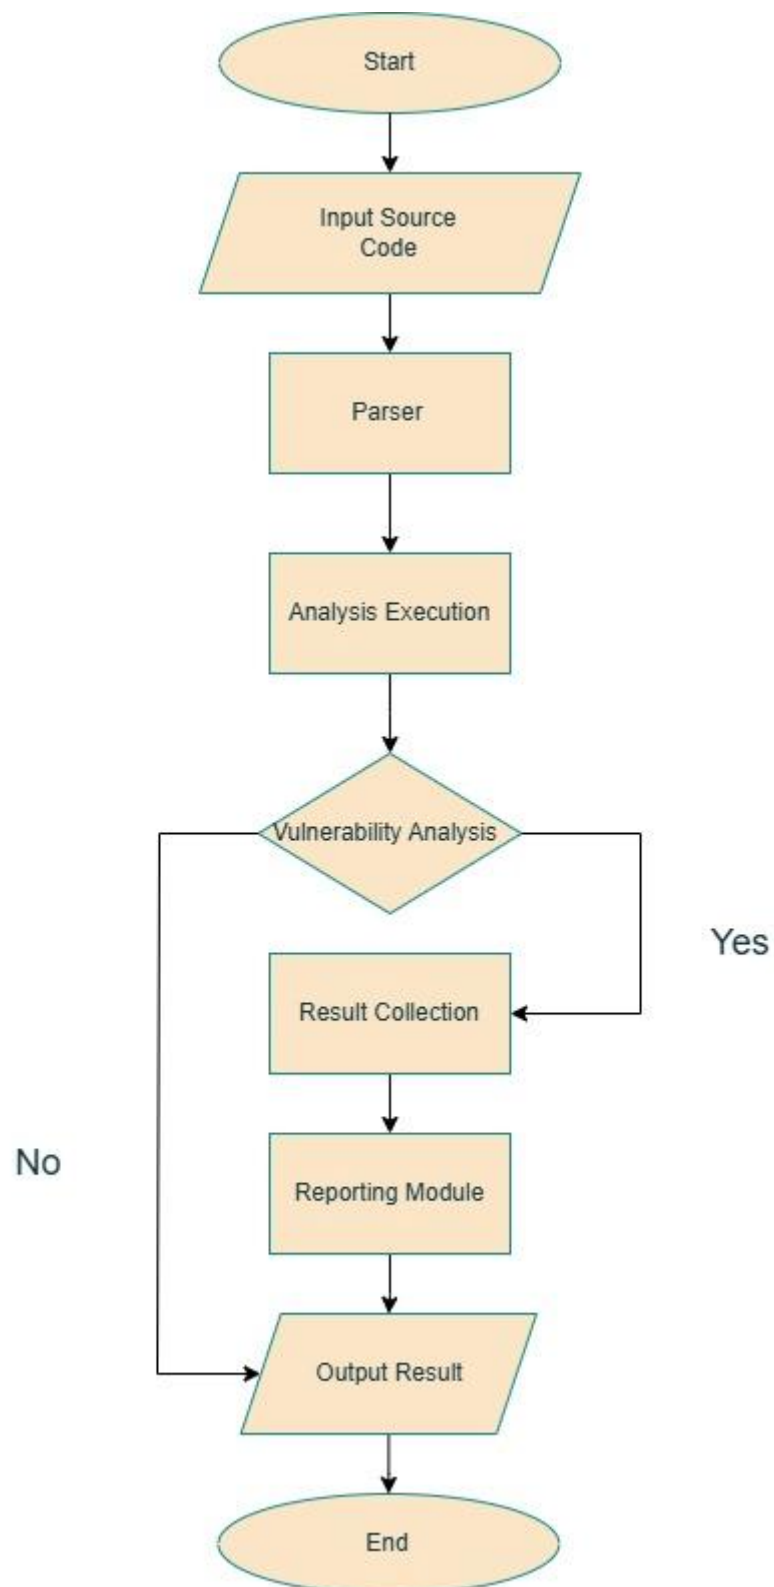 Start
Input Source
Code
Parser
Analysis Execution
Vulnerability Analysis
Yes
Result Collection
No
Reporting Module
Output Result
End